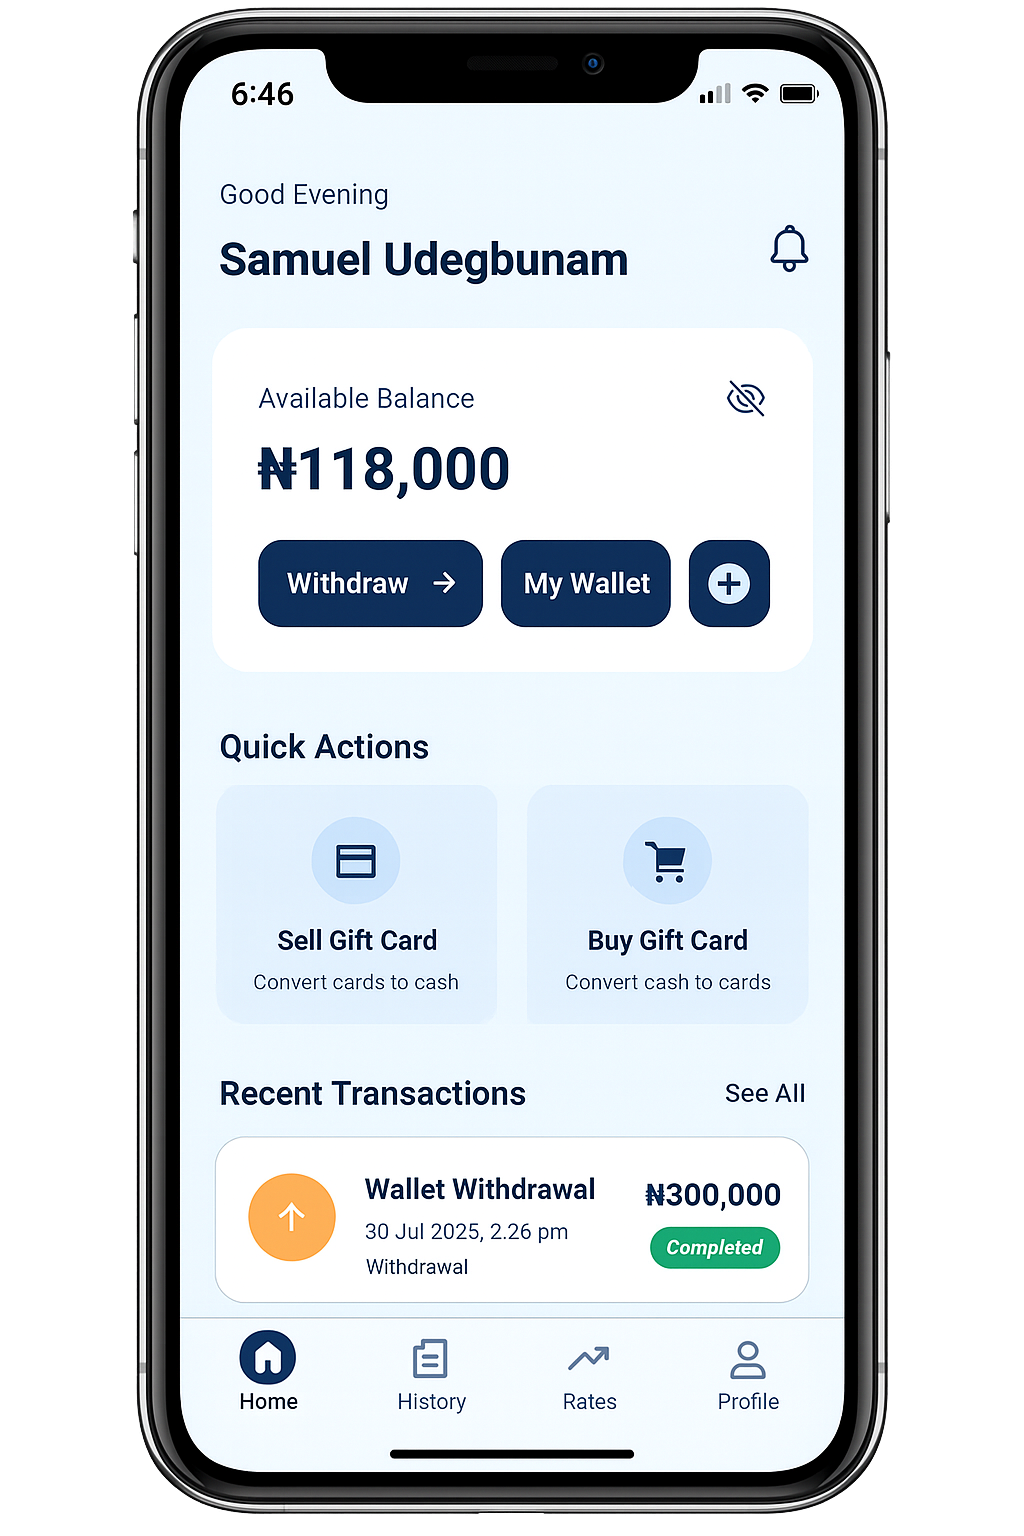 6:46
Good Evening
Samuel Udegbunam
Available Balance
₦118,000
Withdraw →
My Wallet
Quick Actions
Sell Gift Card
Convert cards to cash
Buy Gift Card
Convert cash to cards
Recent Transactions
See All
Wallet Withdrawal
₦300,000
30 Jul 2025, 2.26 pm
Completed
Withdrawal
Home
History
Rates
Profile